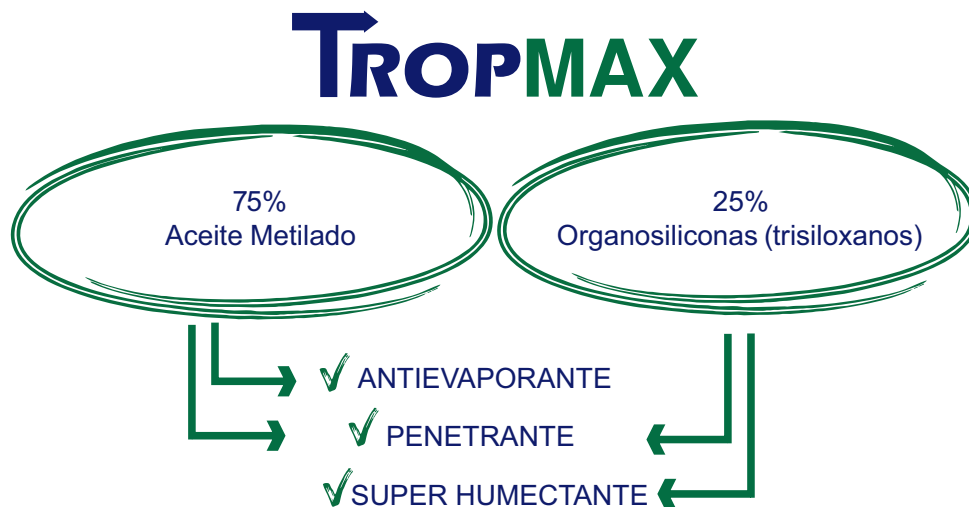 TROPMAX
75%
Aceite Metilado
25%
Organosiliconas (trisiloxanos)
ANTIEVAPORANTE
PENETRANTE
SUPER HUMECTANTE